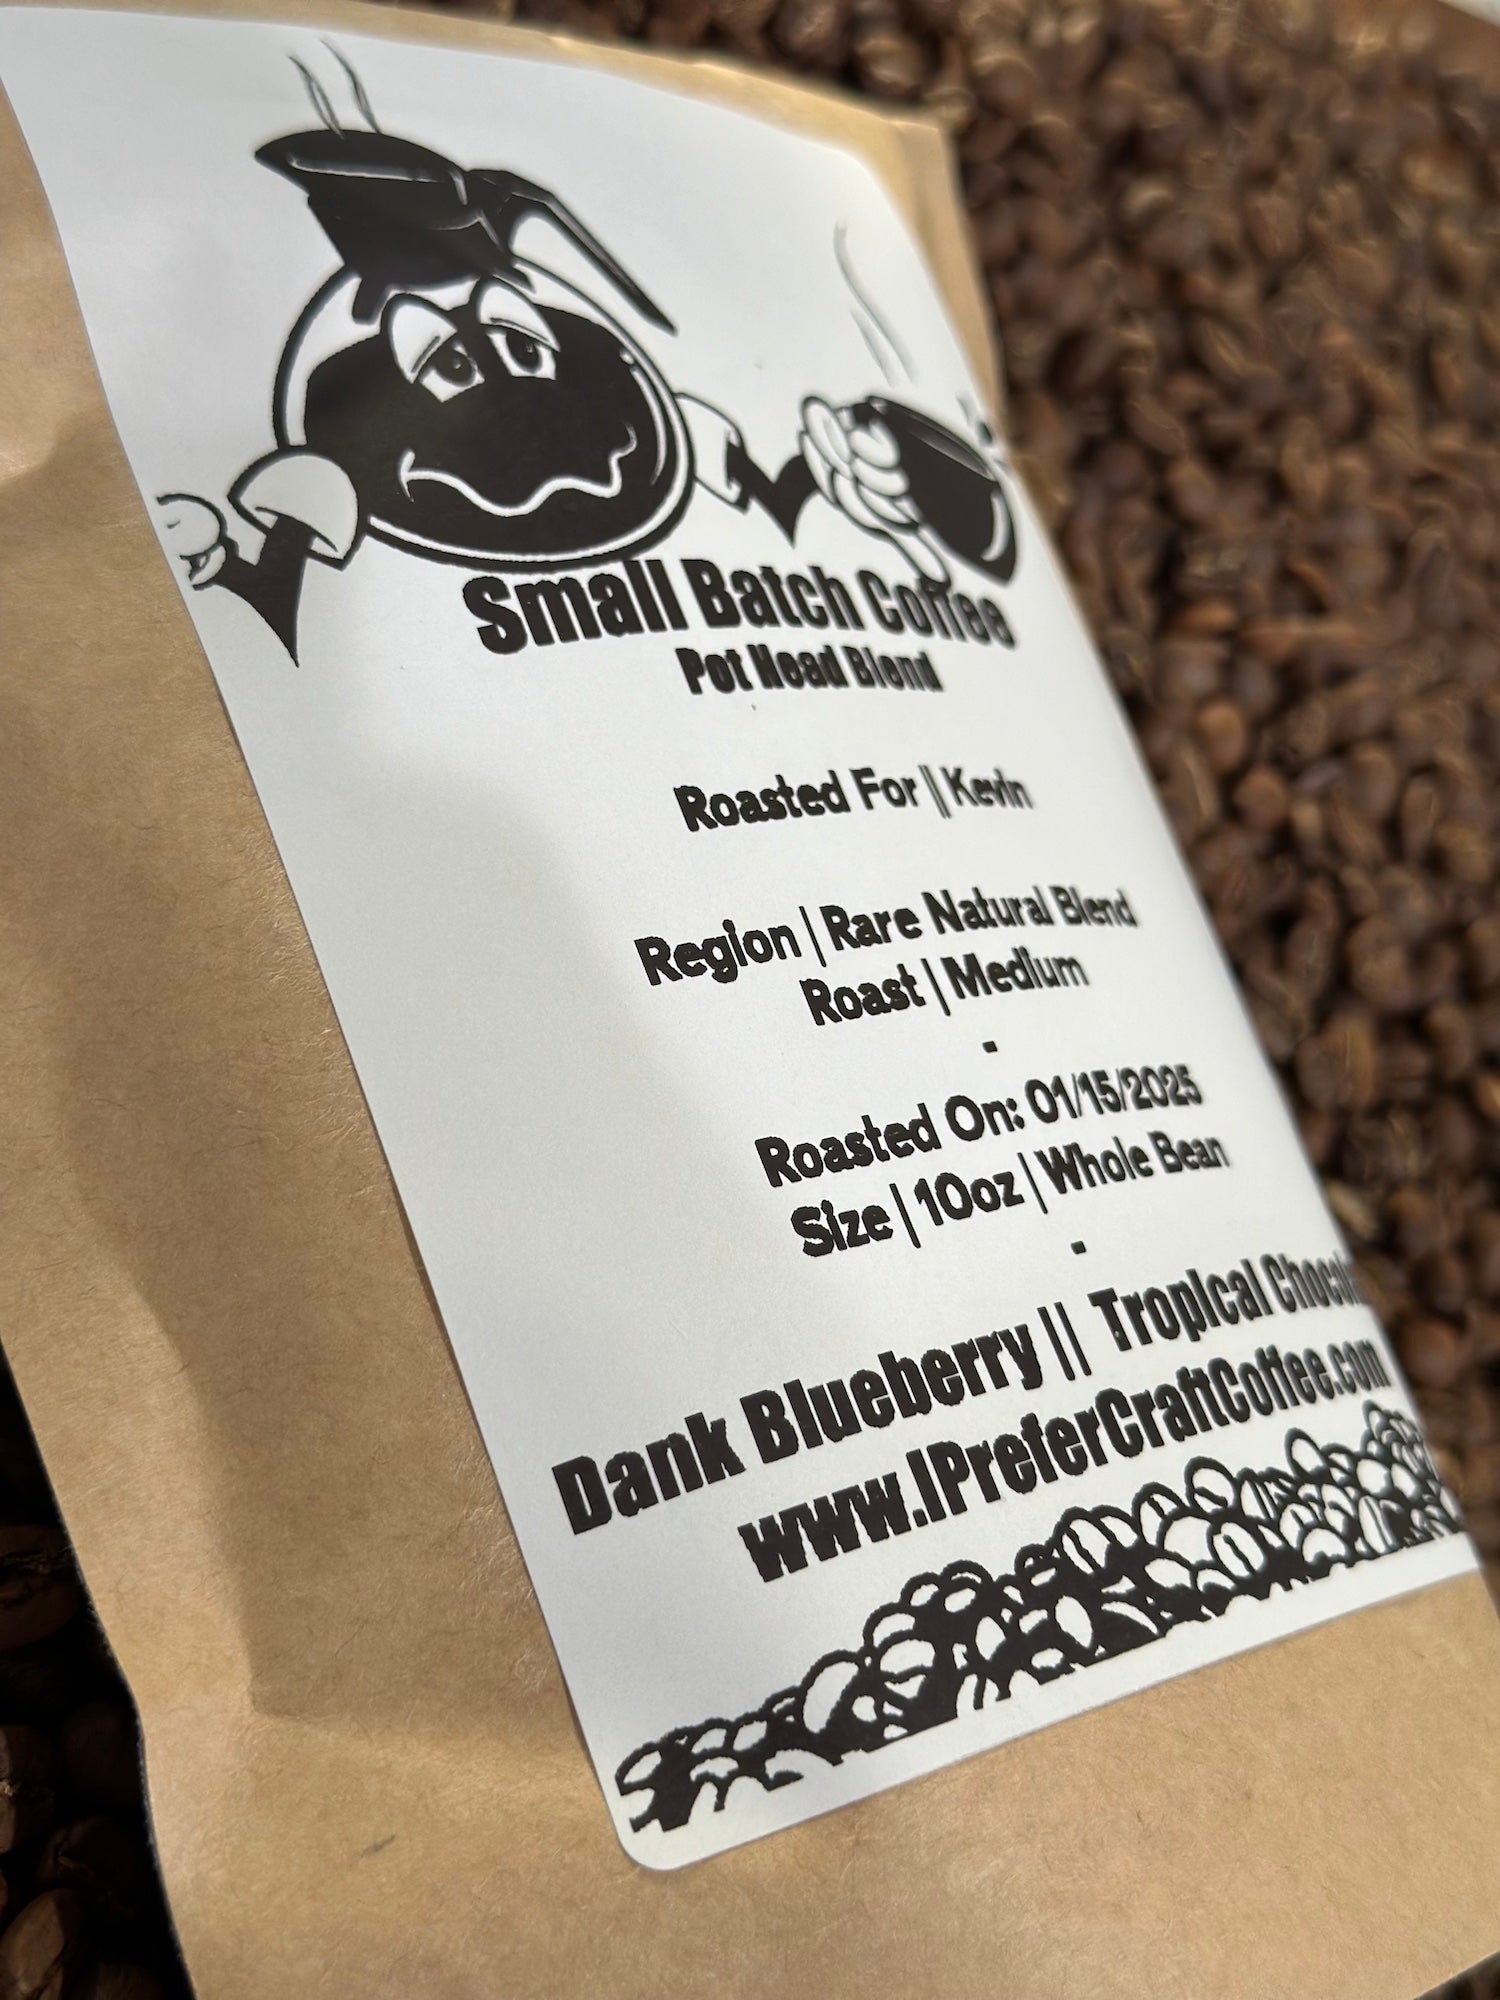 Small Batch Coffee
Pot Head Blend
Roasted For || Kevin
Region | Rare Natural Blend
Roast | Medium
-
Roasted On: 01/15/2025
Size | 10oz | Whole Bean
-
Dank Blueberry || Tropical
www.IPreferCraftCoffee.com